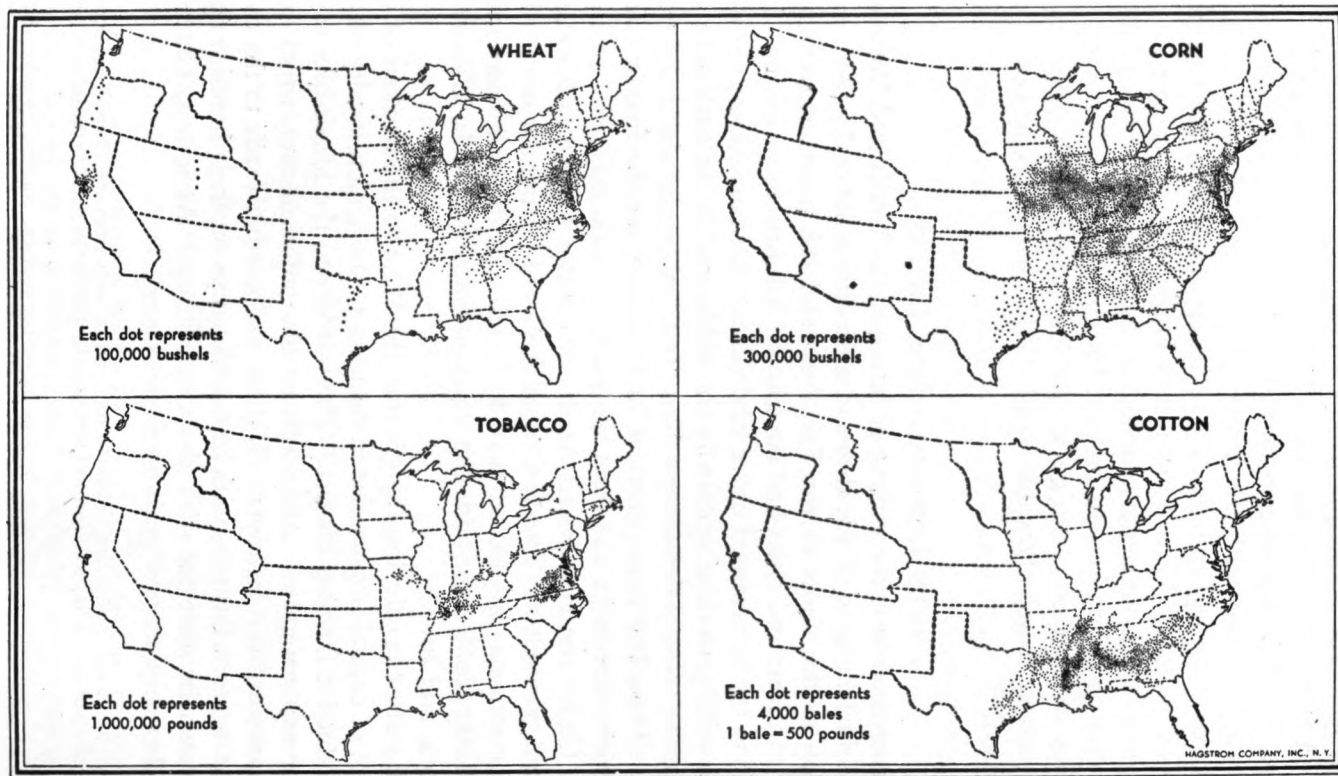 WHEAT
Each dot represents
100,000 bushels
CORN
Each dot represents
300,000 bushels
TOBACCO
Each dot represents
1,000,000 pounds
COTTON
Each dot represents
4,000 bales
1 bale = 500 pounds
HAGSTROM COMPANY, INC., N. Y.